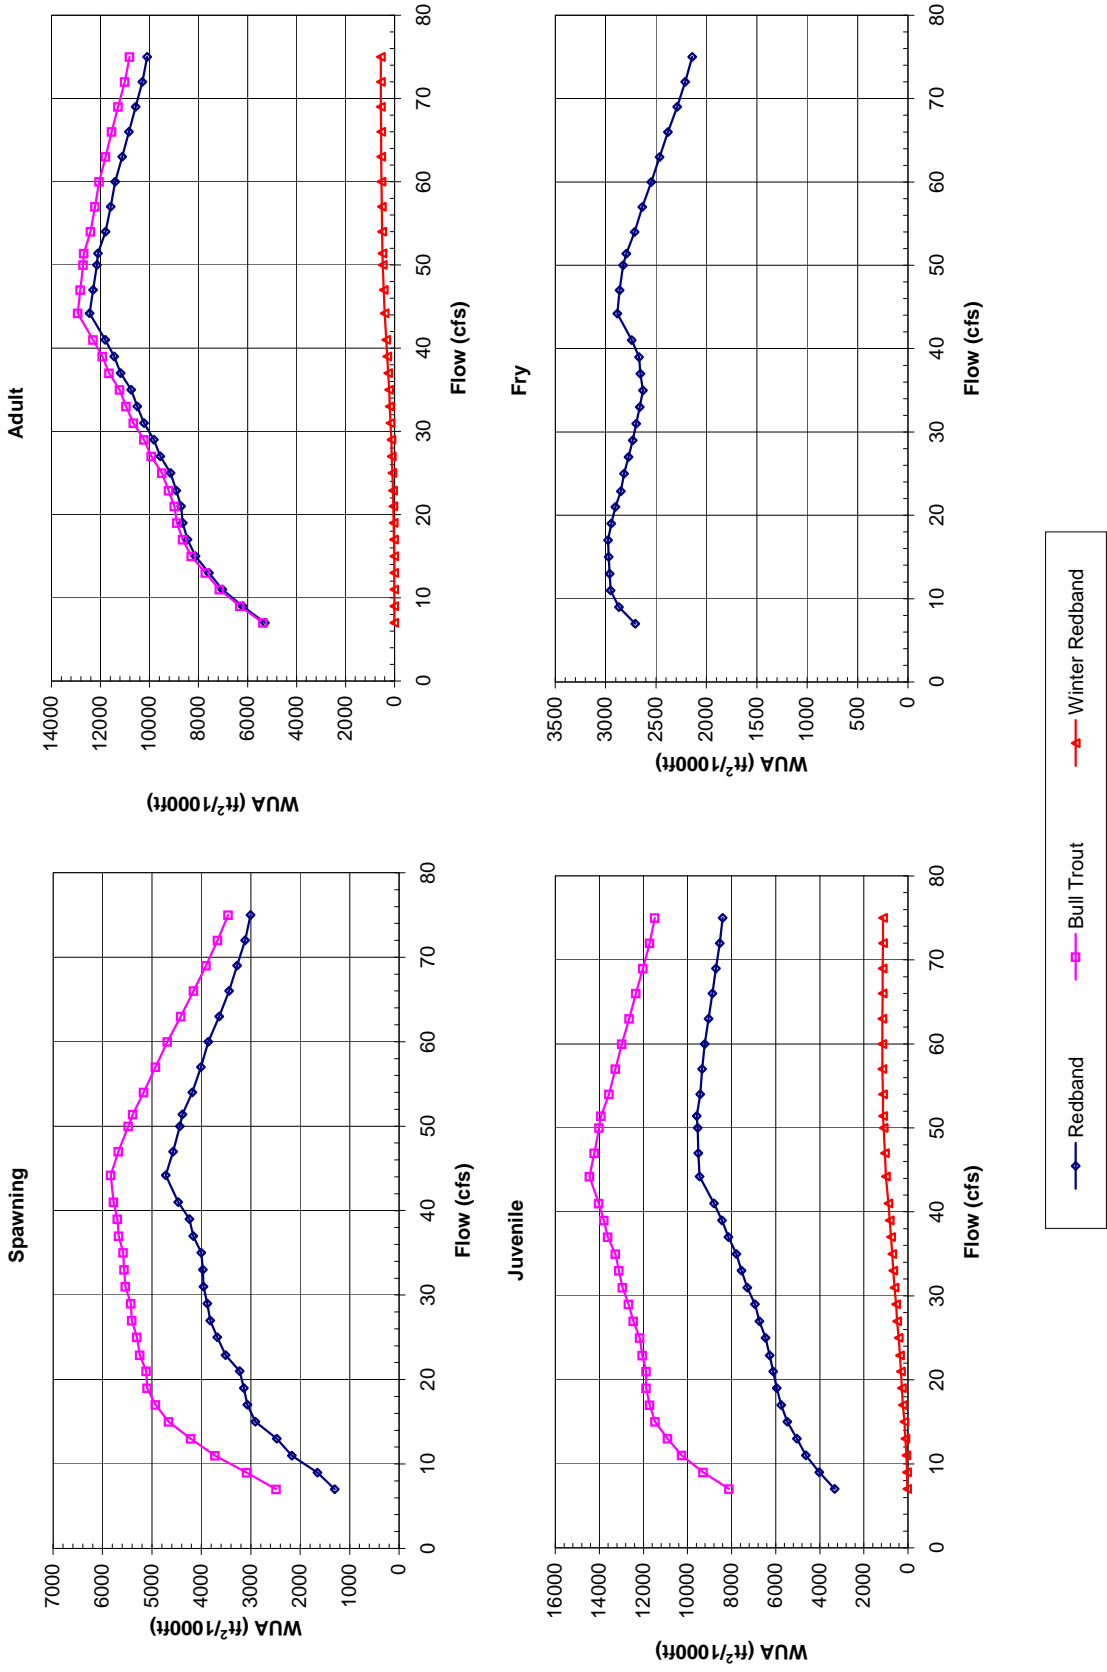 Spawning
WUA (ft²/1000ft)
7000
6000
5000
4000
3000
2000
1000
0
0 10 20 30 40 50 60 70 80
Flow (cfs)
Adult
WUA (ft²/1000ft)
14000
12000
10000
8000
6000
4000
2000
0
0 10 20 30 40 50 60 70 80
Flow (cfs)
Juvenile
WUA (ft²/1000ft)
16000
14000
12000
10000
8000
6000
4000
2000
0
0 10 20 30 40 50 60 70 80
Flow (cfs)
Fry
WUA (ft²/1000ft)
3500
3000
2500
2000
1500
1000
500
0
0 10 20 30 40 50 60 70 80
Flow (cfs)
Redband Bull Trout Winter Redband